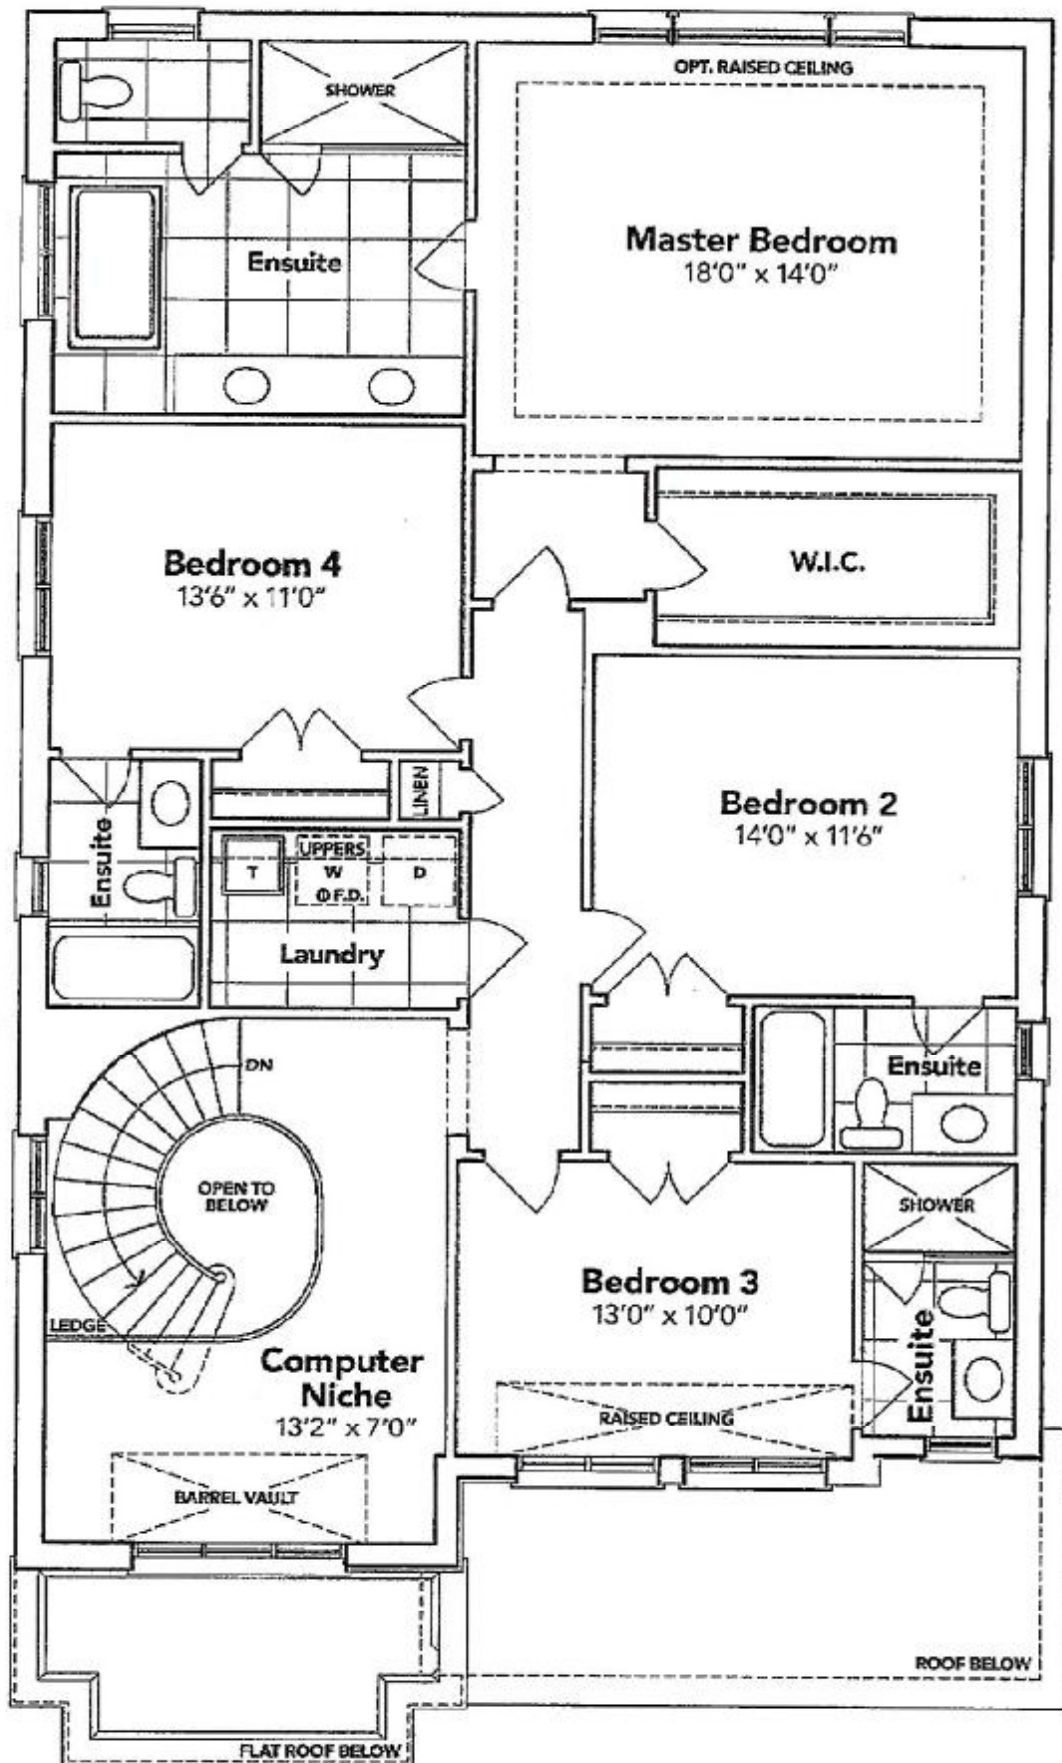 OPT. RAISED CEILING
SHOWER
Master Bedroom
18'0" x 14'0"
Ensuite
Bedroom 4
13'6" x 11'0"
W.I.C.
LINEN
Bedroom 2
14'0" x 11'6"
Ensuite
UPPERS
T
W
D
F.D.
Laundry
DN
Ensuite
OPEN TO
BELOW
SHOWER
Bedroom 3
13'0" x 10'0"
LEDGE
Ensuite
Computer
Niche
13'2" x 7'0"
RAISED CEILING
BARREL VAULT
ROOF BELOW
FLAT ROOF BELOW